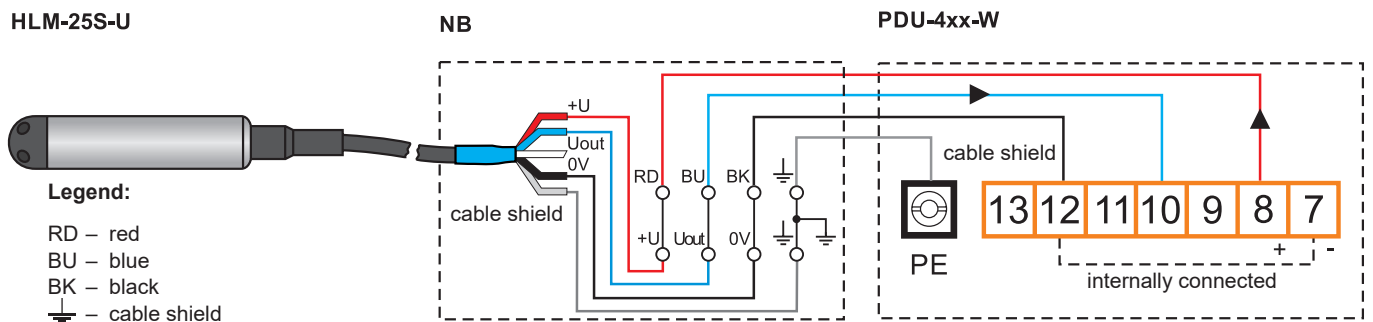 HLM-25S-U
NB
PDU-4xx-W
+U
Uout
0V
cable shield
RD BU BK
+U Uout 0V
cable shield
13 12 11 10 9 8 7
+ -
PE
internally connected
Legend:
RD – red
BU – blue
BK – black
– cable shield